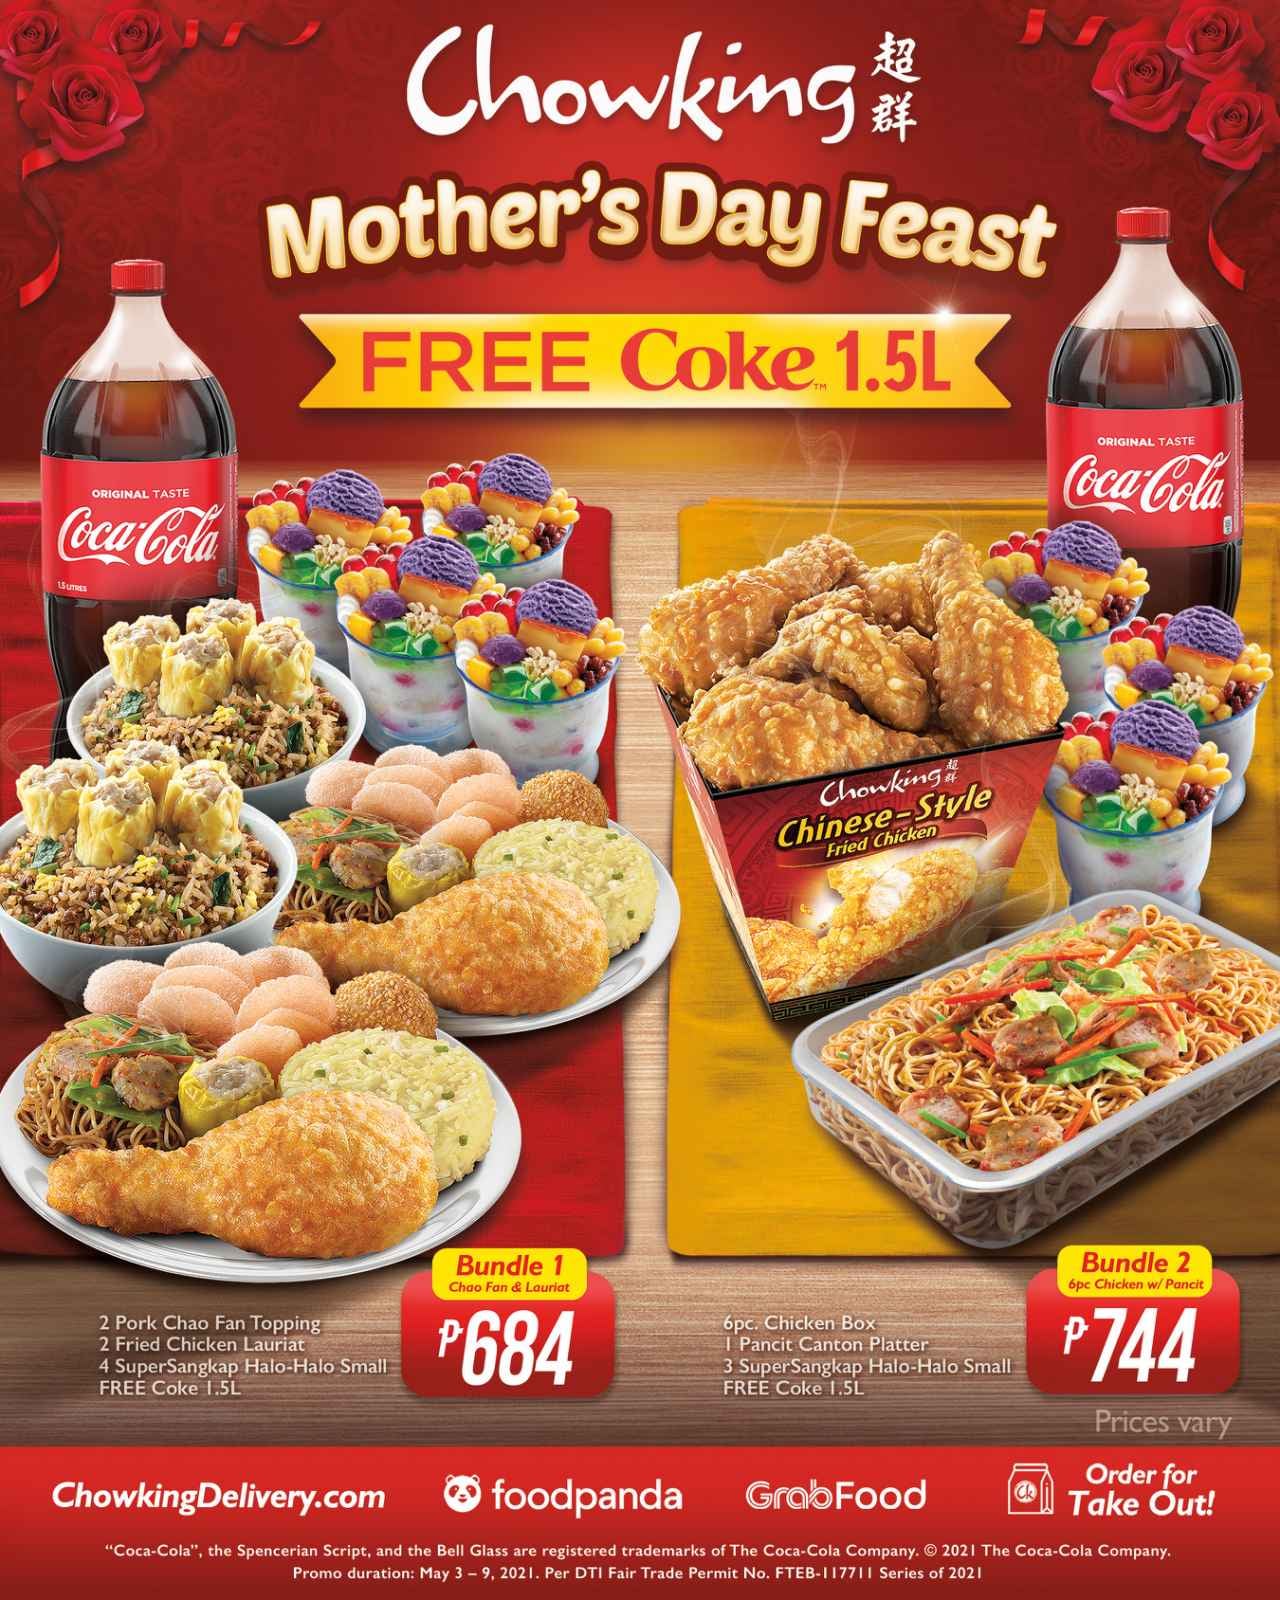 Chowking 超群
Mother's Day Feast
FREE Coke™ 1.5L
ORIGINAL TASTE
Coca-Cola
1.5 LITRES
ORIGINAL TASTE
Coca-Cola
Chowking 超群
Chinese-Style
Fried Chicken
Bundle 1
Chao Fan & Lauriat
₱684
2 Pork Chao Fan Topping
2 Fried Chicken Lauriat
4 SuperSangkap Halo-Halo Small
FREE Coke 1.5L
Bundle 2
6pc Chicken w/ Pancit
₱744
6pc. Chicken Box
1 Pancit Canton Platter
3 SuperSangkap Halo-Halo Small
FREE Coke 1.5L
Prices vary
ChowkingDelivery.com
foodpanda
GrabFood
Ck
Order for
Take Out!
"Coca-Cola", the Spencerian Script, and the Bell Glass are registered trademarks of The Coca-Cola Company. © 2021 The Coca-Cola Company.
Promo duration: May 3 – 9, 2021. Per DTI Fair Trade Permit No. FTEB-117711 Series of 2021